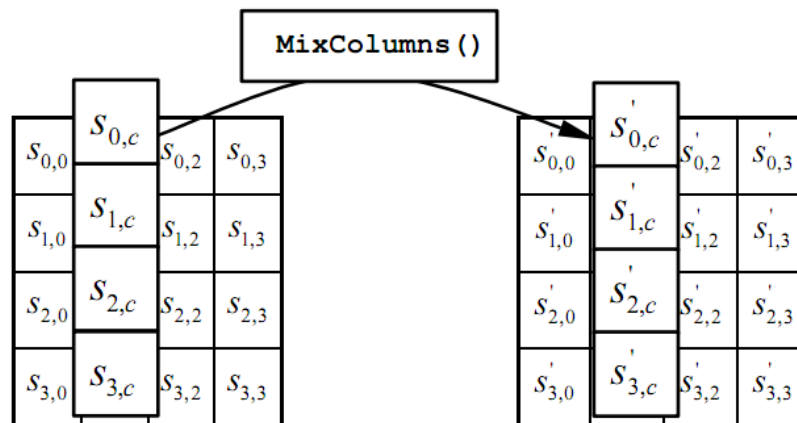 MixColumns()
s0,0 s0,c s0,2 s0,3 s'0,0 s'0,c s'0,2 s'0,3
s1,0 s1,c s1,2 s1,3 s'1,0 s'1,c s'1,2 s'1,3
s2,0 s2,c s2,2 s2,3 s'2,0 s'2,c s'2,2 s'2,3
s3,0 s3,c s3,2 s3,3 s'3,0 s'3,c s'3,2 s'3,3